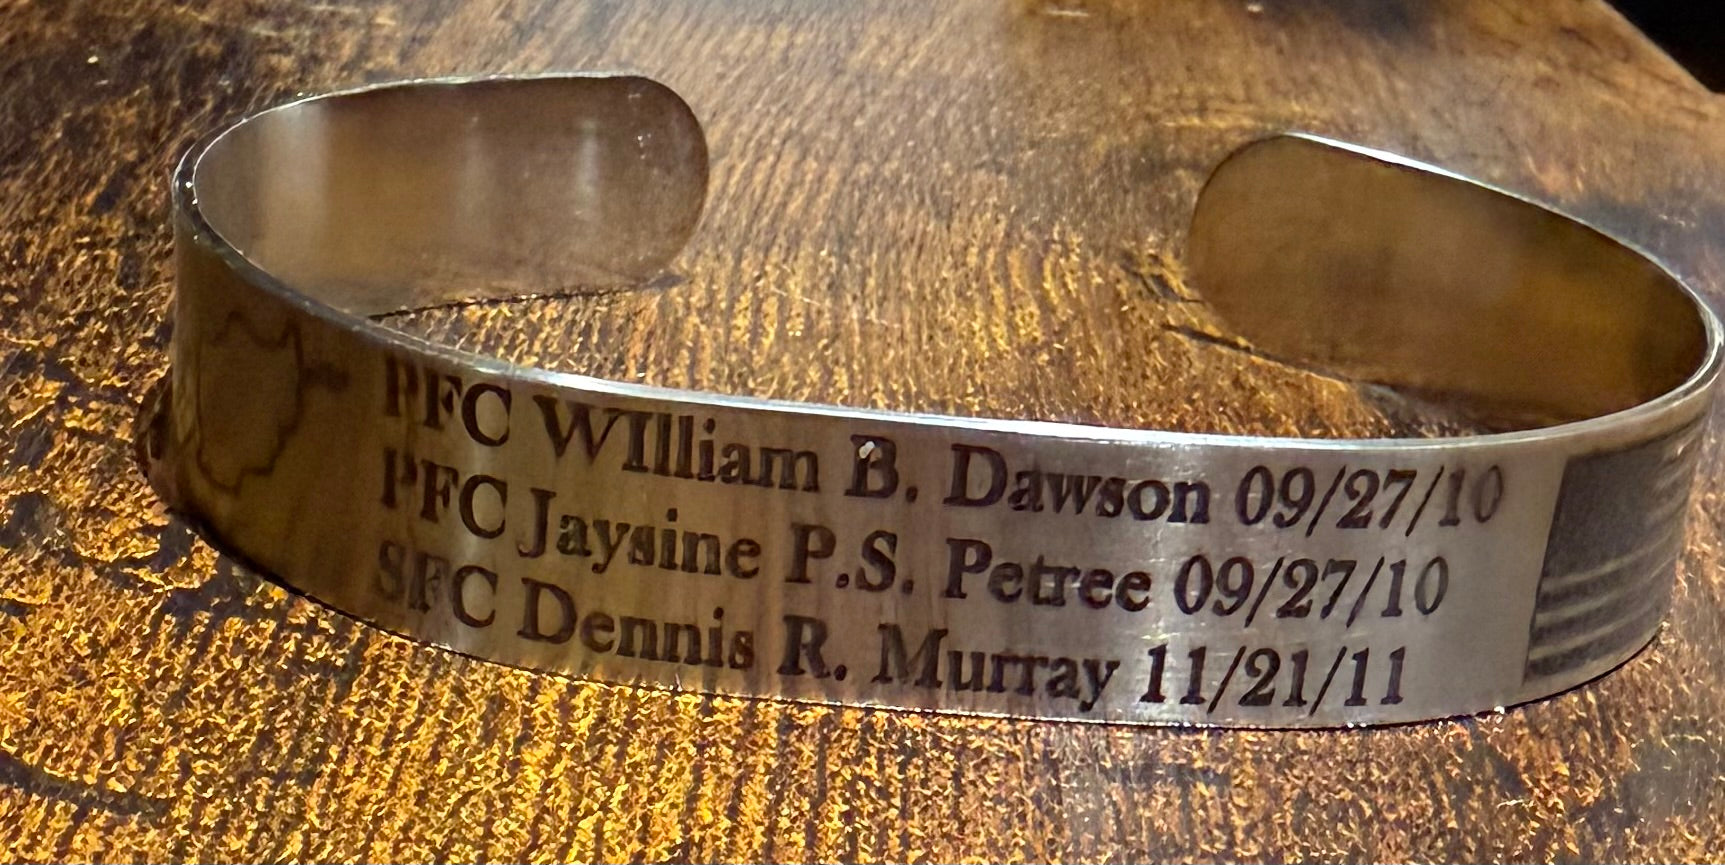 PFC WIlliam B. Dawson 09/27/10
PFC Jaysine P.S. Petree 09/27/10
SFC Dennis R. Murray 11/21/11